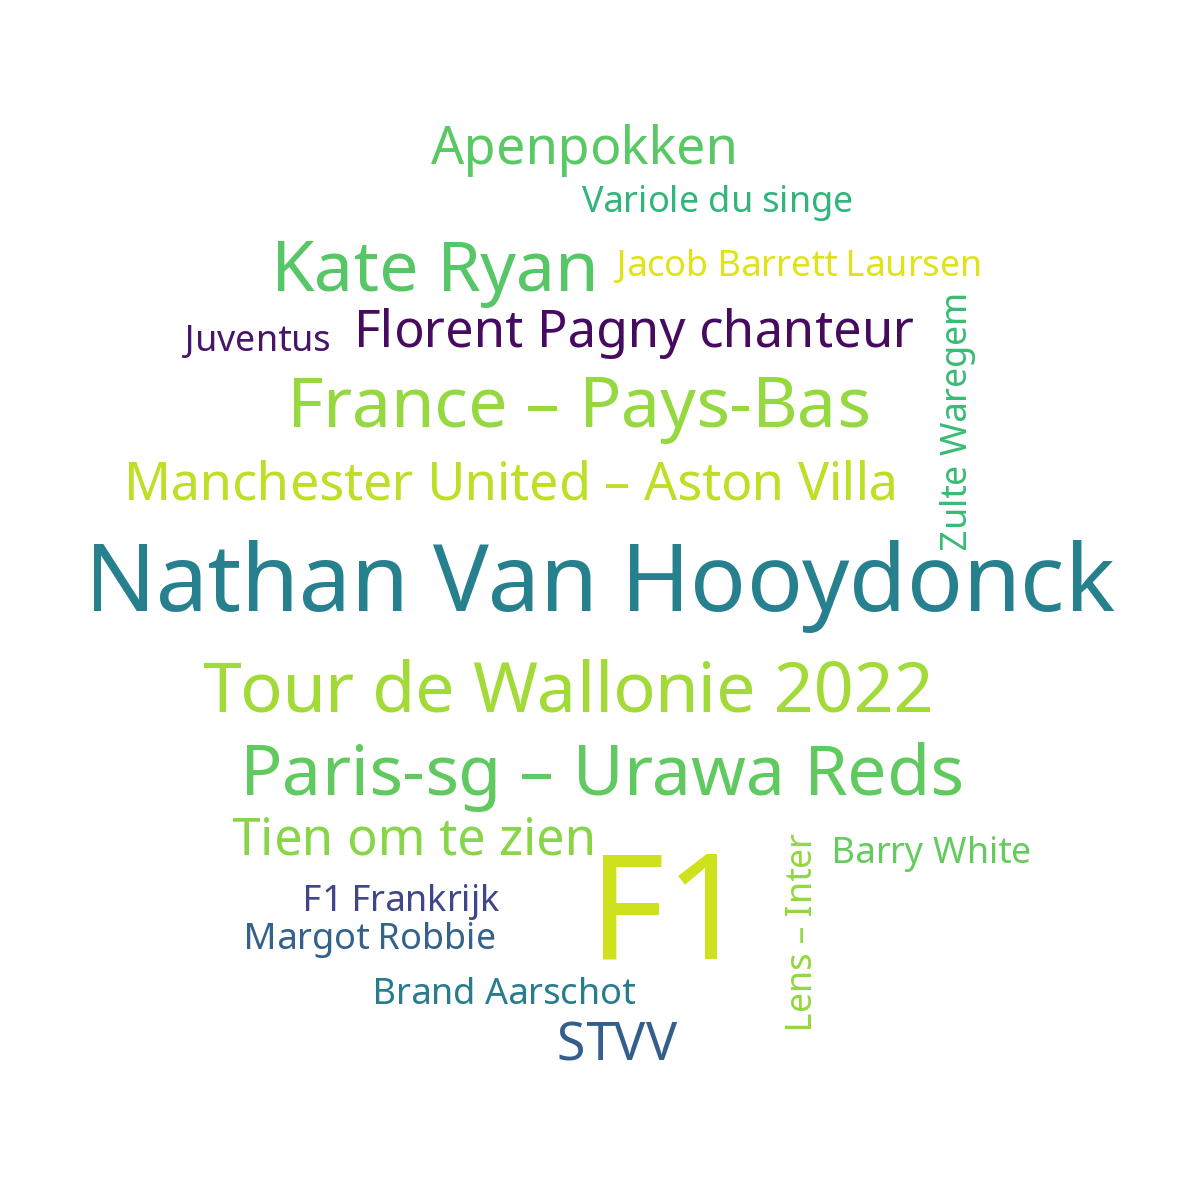 Apenpokken
Variole du singe
Kate Ryan
Jacob Barrett Laursen
Juventus
Florent Pagny chanteur
Zulte Waregem
France – Pays-Bas
Manchester United – Aston Villa
Nathan Van Hooydonck
Tour de Wallonie 2022
Paris-sg – Urawa Reds
Tien om te zien
F1
Barry White
Lens – Inter
F1 Frankrijk
Margot Robbie
Brand Aarschot
STVV